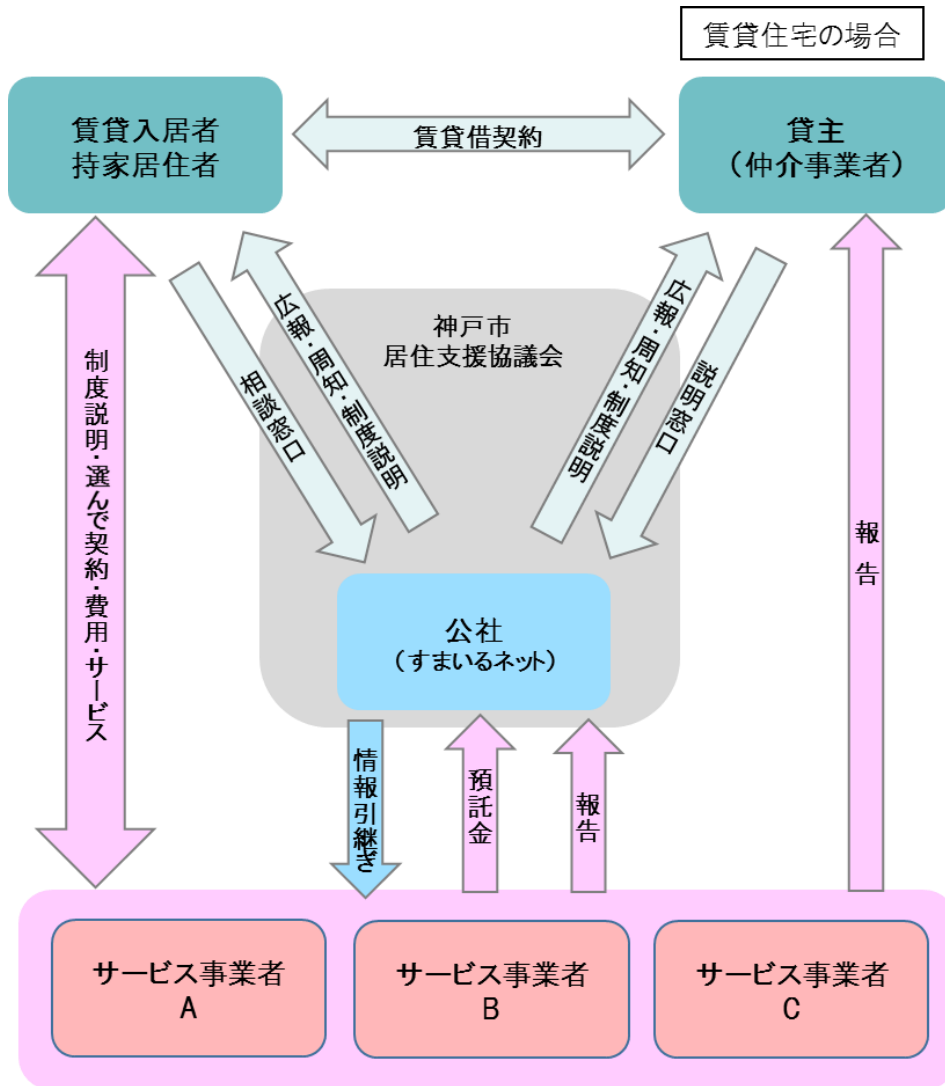 賃貸住宅の場合
賃貸入居者
持家居住者
賃貸借契約
貸主
（仲介事業者）
神戸市
居住支援協議会
相談窓口
広報・周知・制度説明
広報・周知・制度説明
説明窓口
制度説明・選んで契約・費用・サービス
報告
公社
（すまいるネット）
情報引継ぎ
預託金
報告
サービス事業者
A
サービス事業者
B
サービス事業者
C